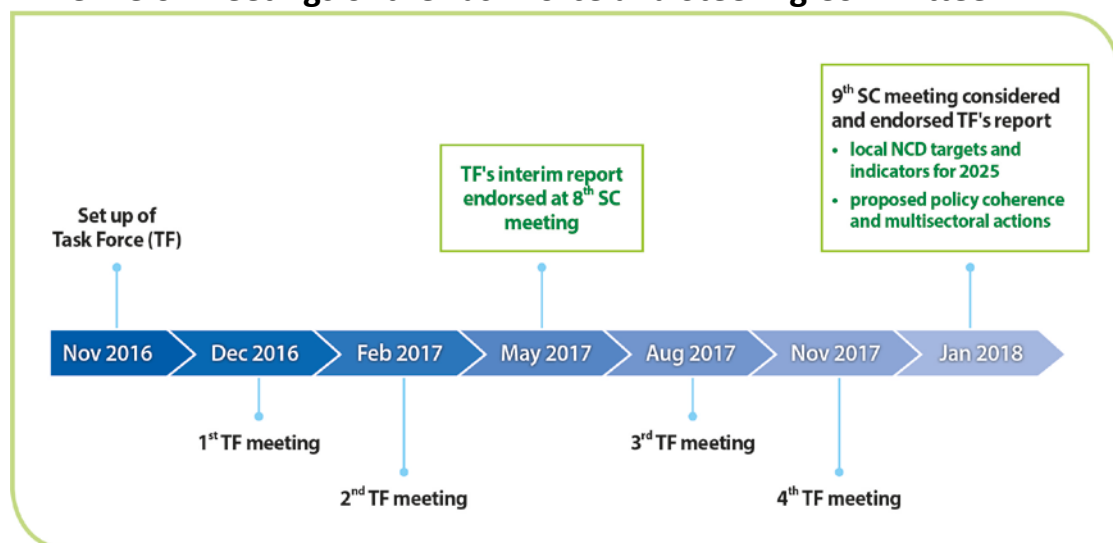 Set up of
Task Force (TF)
TF's interim report
endorsed at 8th SC
meeting
9th SC meeting considered
and endorsed TF's report
• local NCD targets and
indicators for 2025
• proposed policy coherence
and multisectoral actions
Nov 2016
Dec 2016
Feb 2017
May 2017
Aug 2017
Nov 2017
Jan 2018
1st TF meeting
2nd TF meeting
3rd TF meeting
4th TF meeting